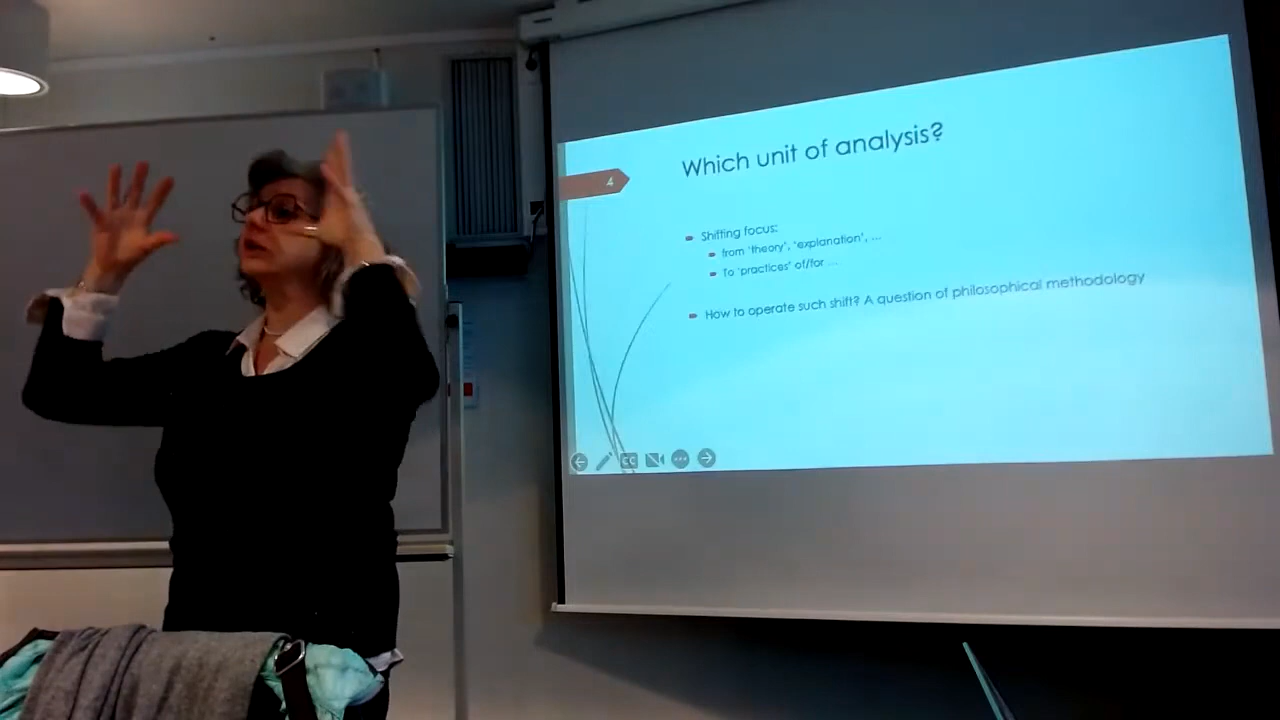 Which unit of analysis?
4
Shifting focus:
from ‘theory’, ‘explanation’, ...
To ‘practices’ of/for ...
How to operate such shift? A question of philosophical methodology
CC